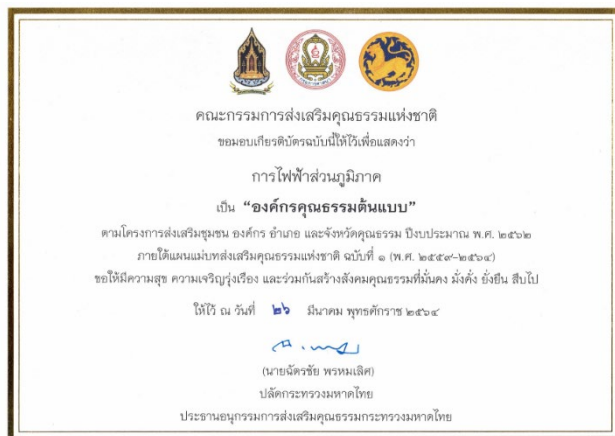 คณะกรรมการส่งเสริมคุณธรรมแห่งชาติ
ขอมอบเกียรติบัตรฉบับนี้ให้ไว้เพื่อแสดงว่า
การไฟฟ้าส่วนภูมิภาค
เป็น “องค์กรคุณธรรมต้นแบบ”
ตามโครงการส่งเสริมชุมชน องค์กร อำเภอ และจังหวัดคุณธรรม ปีงบประมาณ พ.ศ. ๒๕๖๒
ภายใต้แผนแม่บทส่งเสริมคุณธรรมแห่งชาติ ฉบับที่ ๑ (พ.ศ. ๒๕๕๙-๒๕๖๔)
ขอให้มีความสุข ความเจริญรุ่งเรือง และร่วมกันสร้างสังคมคุณธรรมที่มั่นคง มั่งคั่ง ยั่งยืน สืบไป
ให้ไว้ ณ วันที่ ๒๖ มีนาคม พุทธศักราช ๒๕๖๔
(นายฉัตรชัย พรหมเลิศ)
ปลัดกระทรวงมหาดไทย
ประธานอนุกรรมการส่งเสริมคุณธรรมกระทรวงมหาดไทย